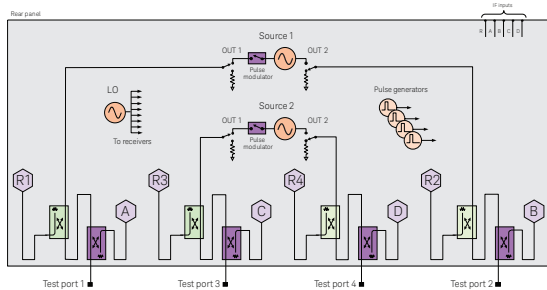 Rear panel
IF inputs
R A B C D
Source 1
OUT 1
OUT 2
Pulse
modulator
LO
To receivers
Pulse generators
Source 2
OUT 1
OUT 2
Pulse
modulator
R1
A
R3
C
R4
D
R2
B
Test port 1
Test port 3
Test port 4
Test port 2